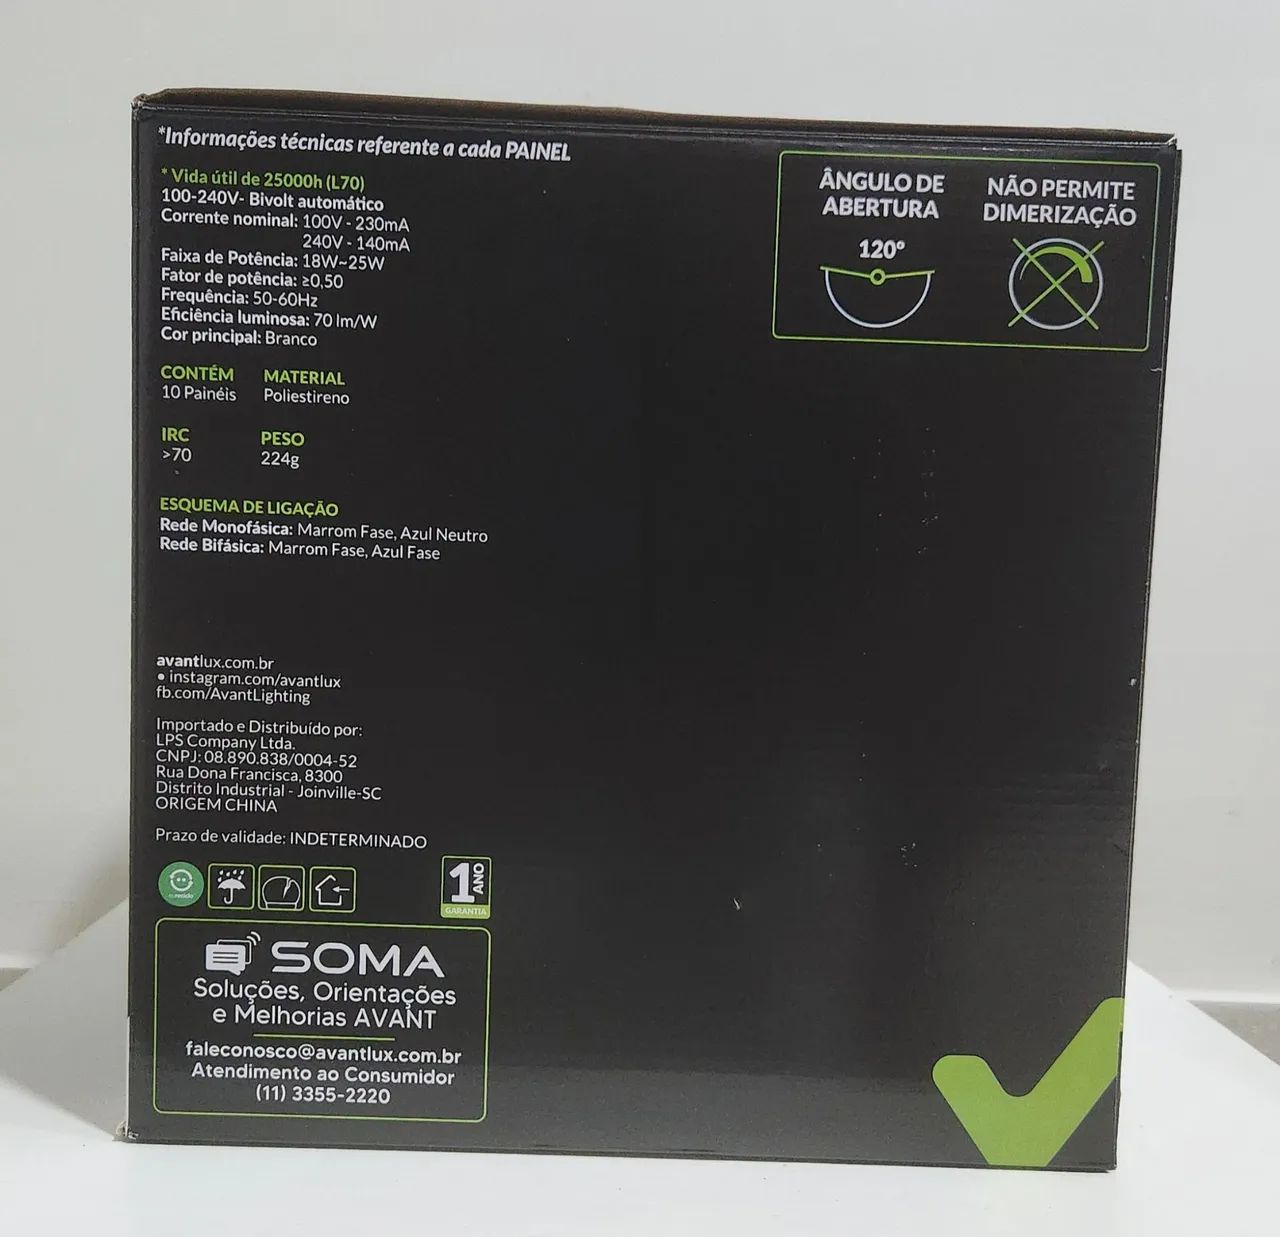 *Informações técnicas referente a cada PAINEL
* Vida útil de 25000h (L70)
100-240V- Bivolt automático
Corrente nominal: 100V - 230mA
240V - 140mA
Faixa de Potência: 18W~25W
Fator de potência: ≥0,50
Frequência: 50-60Hz
Eficiência luminosa: 70 lm/W
Cor principal: Branco
CONTÉM
10 Painéis
MATERIAL
Poliestireno
IRC
>70
PESO
224g
ESQUEMA DE LIGAÇÃO
Rede Monofásica: Marrom Fase, Azul Neutro
Rede Bifásica: Marrom Fase, Azul Fase
avantlux.com.br
• instagram.com/avantlux
fb.com/AvantLighting
Importado e Distribuído por:
LPS Company Ltda.
CNPJ: 08.890.838/0004-52
Rua Dona Francisca, 8300
Distrito Industrial - Joinville-SC
ORIGEM CHINA
Prazo de validade: INDETERMINADO
1 ANO
GARANTIA
SOMA
Soluções, Orientações
e Melhorias AVANT
faleconosco@avantlux.com.br
Atendimento ao Consumidor
(11) 3355-2220
ÂNGULO DE
ABERTURA
120º
NÃO PERMITE
DIMERIZAÇÃO